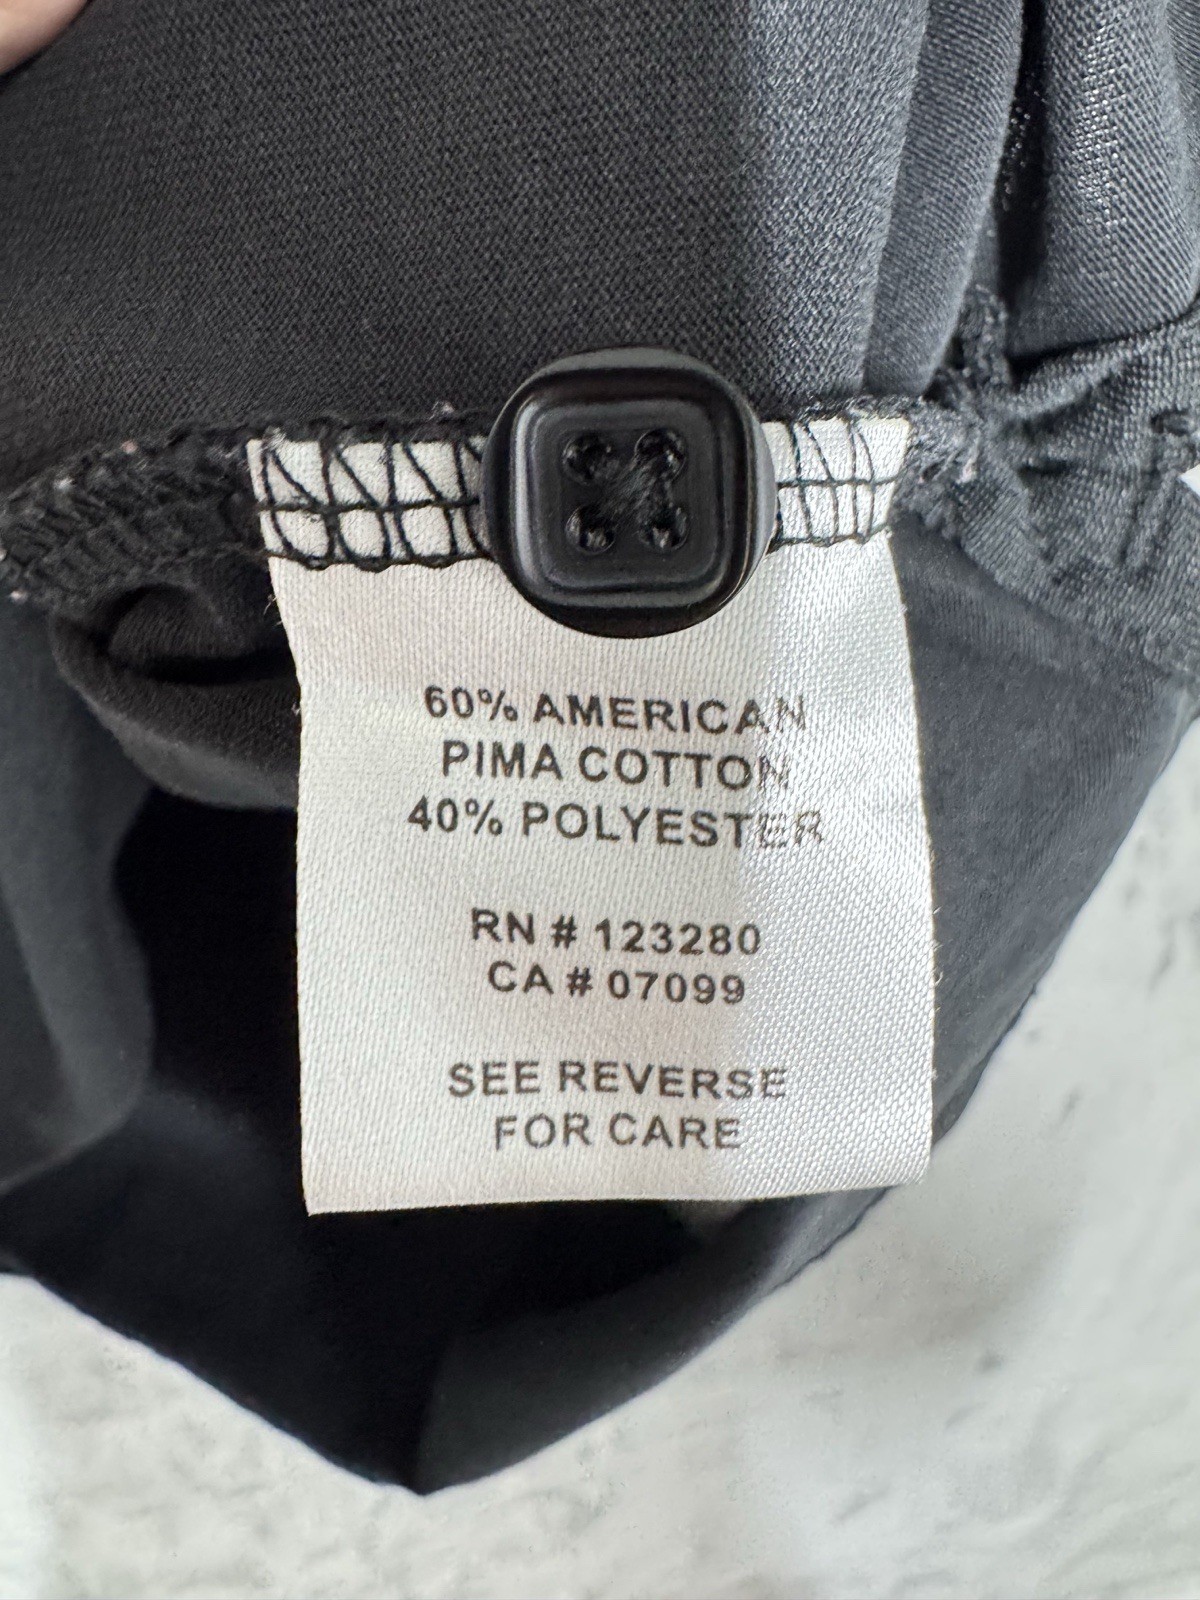 60% AMERICAN
PIMA COTTON
40% POLYESTER
RN # 123280
CA # 07099
SEE REVERSE
FOR CARE